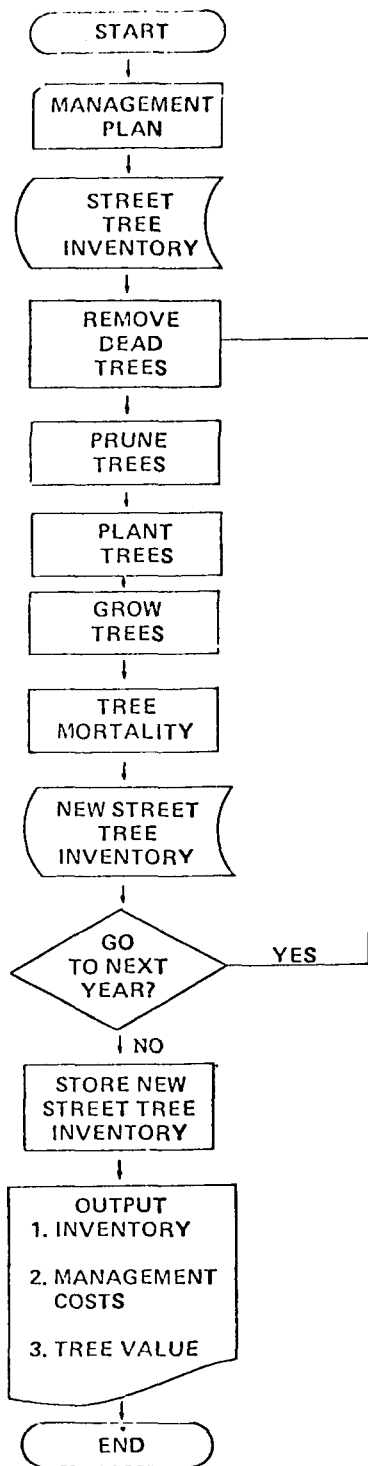 START
MANAGEMENT
PLAN
STREET
TREE
INVENTORY
REMOVE
DEAD
TREES
PRUNE
TREES
PLANT
TREES
GROW
TREES
TREE
MORTALITY
NEW STREET
TREE
INVENTORY
GO
TO NEXT
YEAR?
YES
NO
STORE NEW
STREET TREE
INVENTORY
OUTPUT
1. INVENTORY
2. MANAGEMENT
COSTS
3. TREE VALUE
END